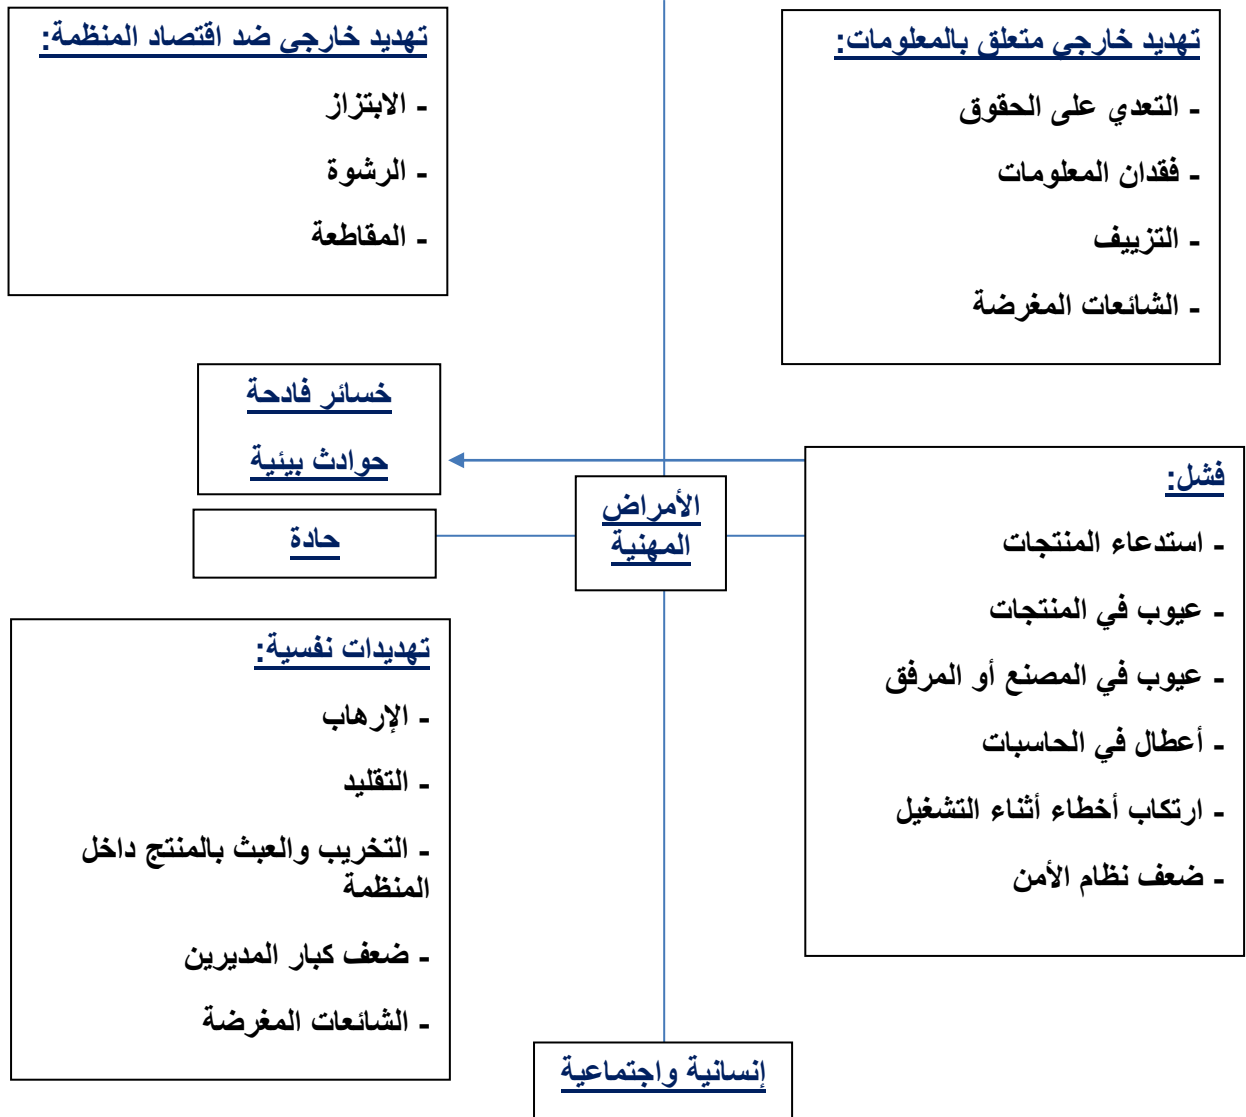 تهديد خارجي متعلق بالمعلومات:
- التعدي على الحقوق
- فقدان المعلومات
- التزييف
- الشائعات المغرضة
تهديد خارجي ضد اقتصاد المنظمة:
- الابتزاز
- الرشوة
- المقاطعة
خسائر فادحة
حوادث بيئية
الأمراض
المهنية
حادة
فشل:
- استدعاء المنتجات
- عيوب في المنتجات
- عيوب في المصنع أو المرفق
- أعطال في الحاسبات
- ارتكاب أخطاء أثناء التشغيل
- ضعف نظام الأمن
تهديدات نفسية:
- الإرهاب
- التقليد
- التخريب والعبث بالمنتج داخل
المنظمة
- ضعف كبار المديرين
- الشائعات المغرضة
إنسانية واجتماعية